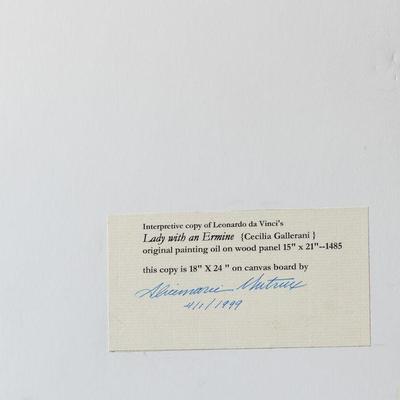 Interpretive copy of Leonardo da Vinci's
Lady with an Ermine {Cecilia Gallerani }
original painting oil on wood panel 15" x 21"--1485
this copy is 18" X 24 " on canvas board by
4/1/1999